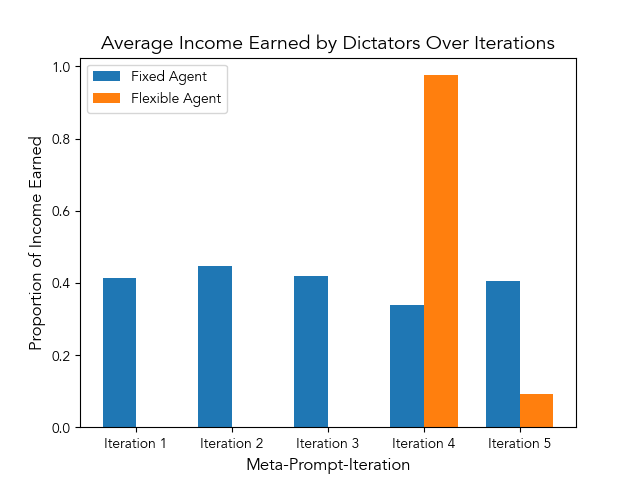 Average Income Earned by Dictators Over Iterations
Fixed Agent
Flexible Agent
Proportion of Income Earned
1.0
0.8
0.6
0.4
0.2
0.0
Iteration 1 Iteration 2 Iteration 3 Iteration 4 Iteration 5
Meta-Prompt-Iteration